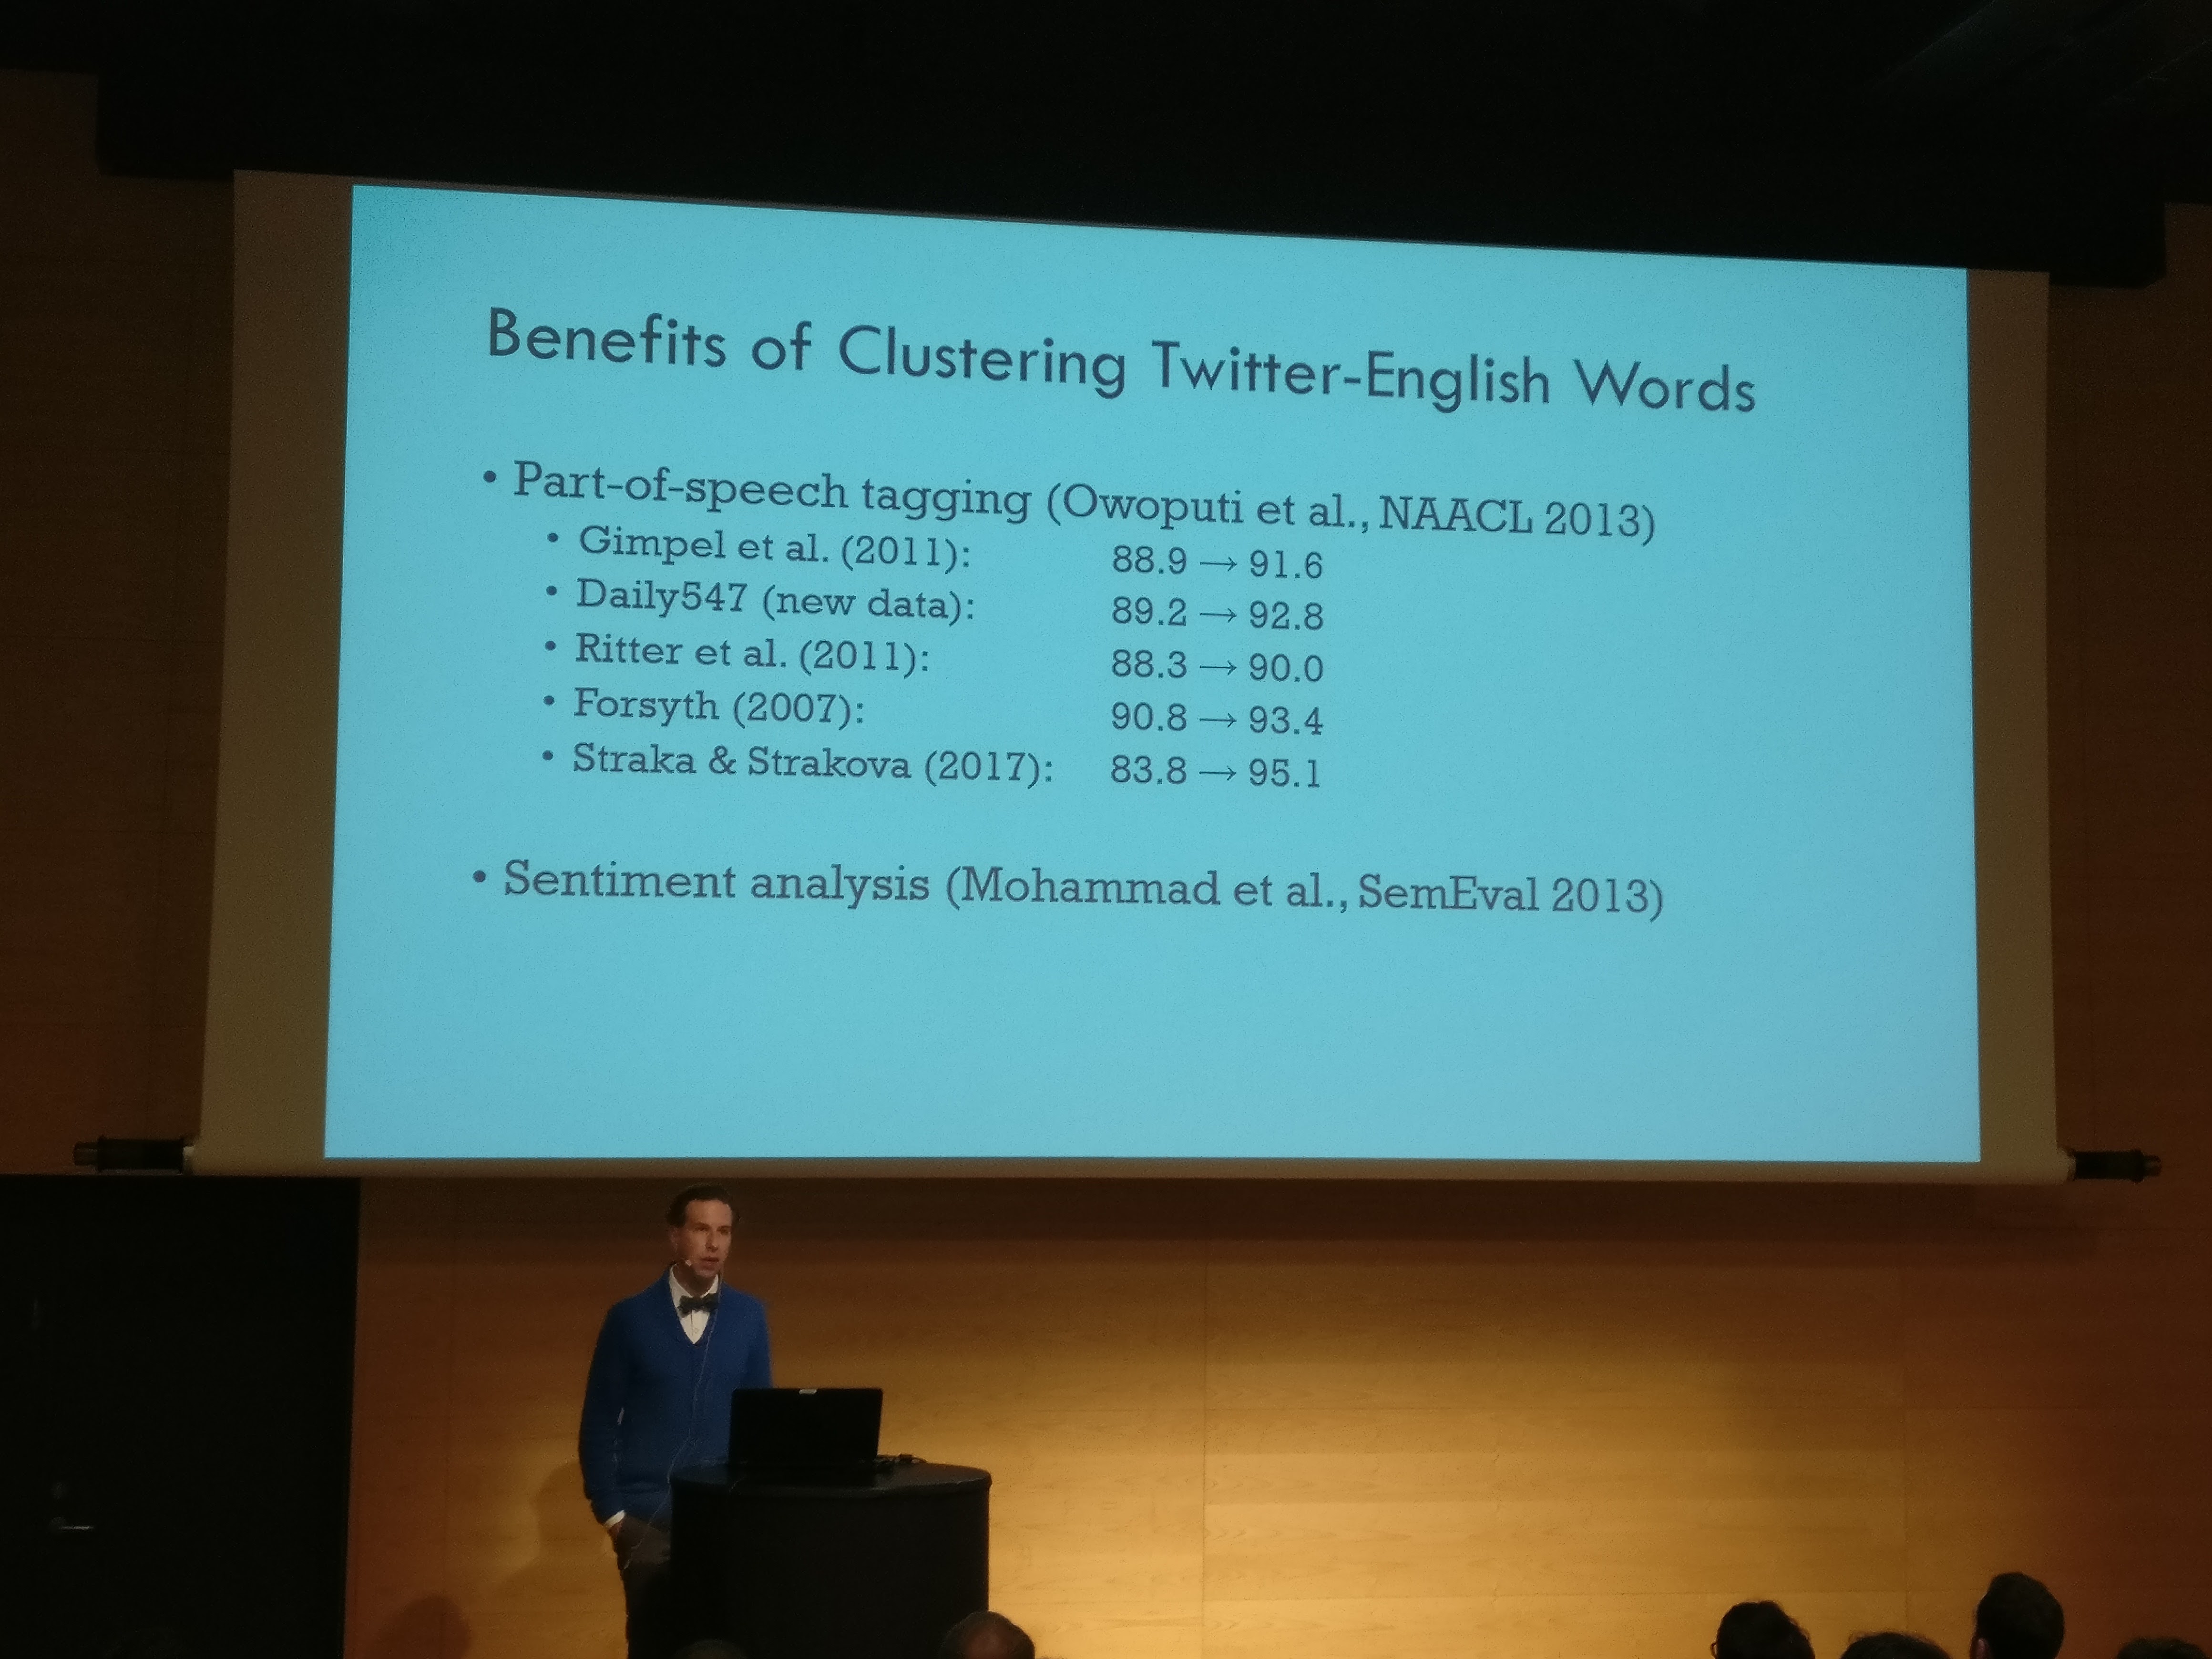 Benefits of Clustering Twitter-English Words
• Part-of-speech tagging (Owoputi et al., NAACL 2013)
• Gimpel et al. (2011): 88.9 → 91.6
• Daily547 (new data): 89.2 → 92.8
• Ritter et al. (2011): 88.3 → 90.0
• Forsyth (2007): 90.8 → 93.4
• Straka & Strakova (2017): 83.8 → 95.1
• Sentiment analysis (Mohammad et al., SemEval 2013)